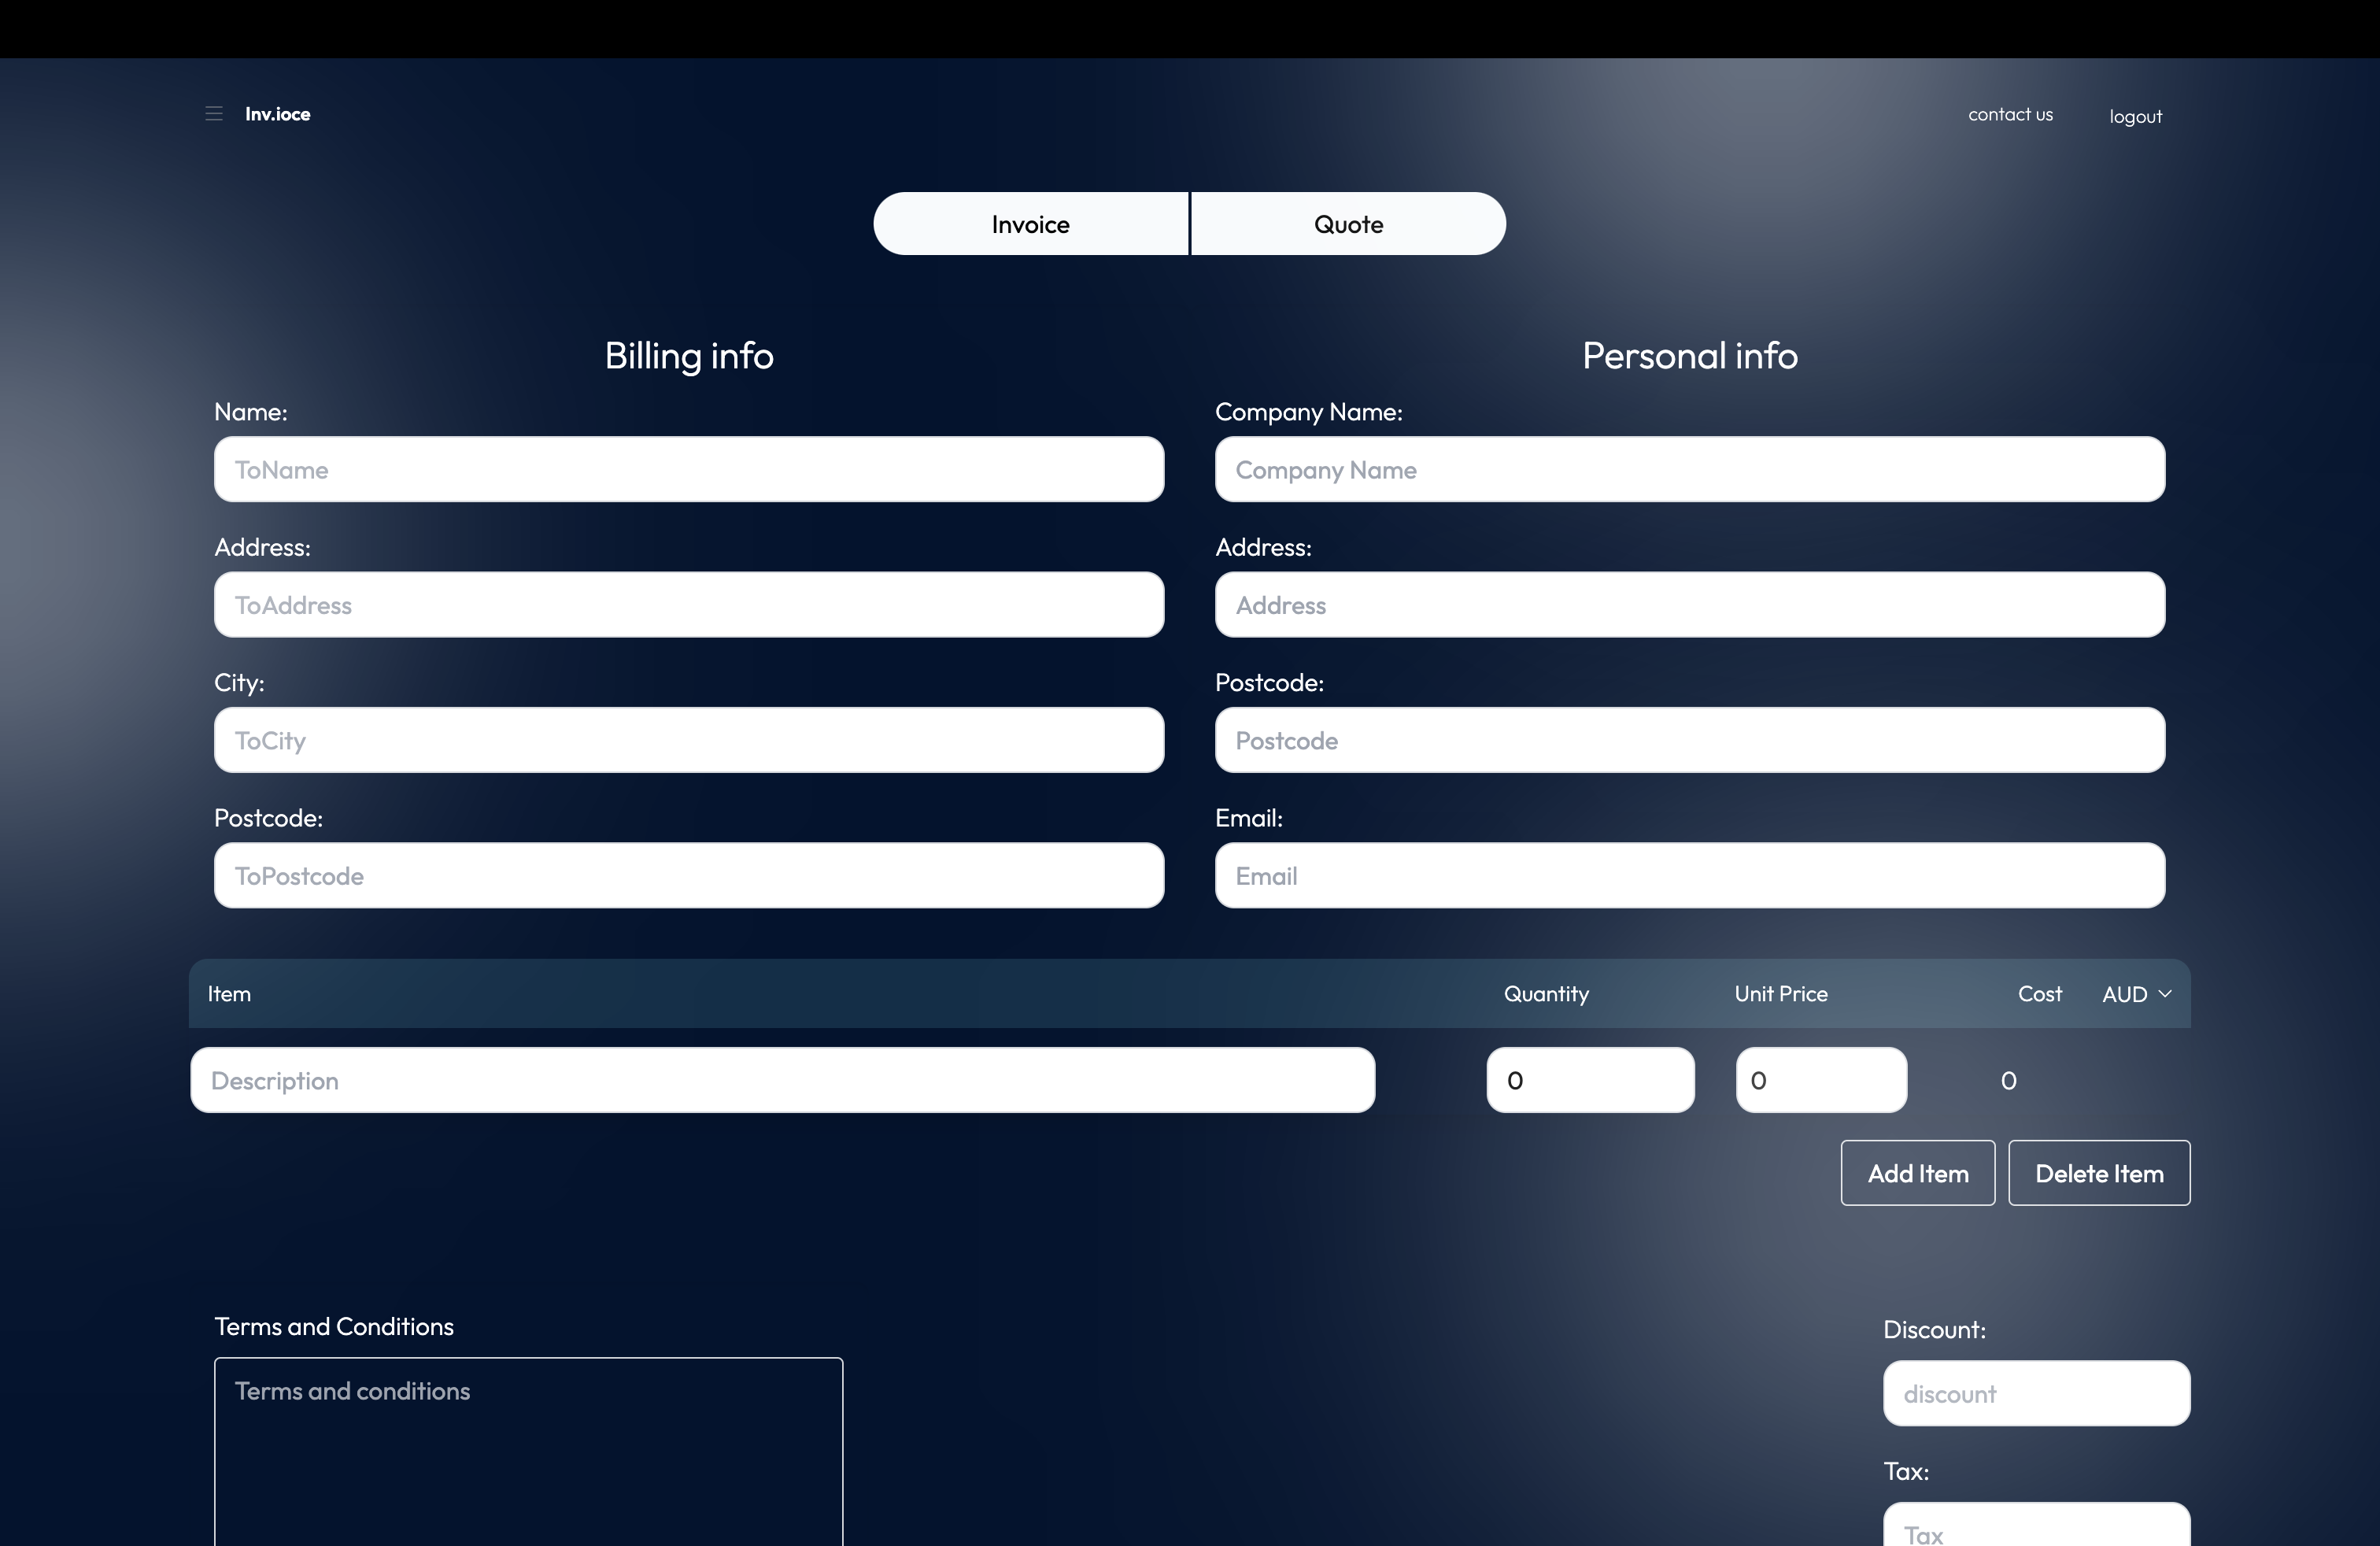 Inv.ioce
contact us
logout
Invoice
Quote
Billing info
Name:
ToName
Address:
ToAddress
City:
ToCity
Postcode:
ToPostcode
Personal info
Company Name:
Company Name
Address:
Address
Postcode:
Postcode
Email:
Email
Item Quantity Unit Price Cost AUD
Description 0 0 0
Add Item Delete Item
Terms and Conditions
Terms and conditions
Discount:
discount
Tax:
Tax